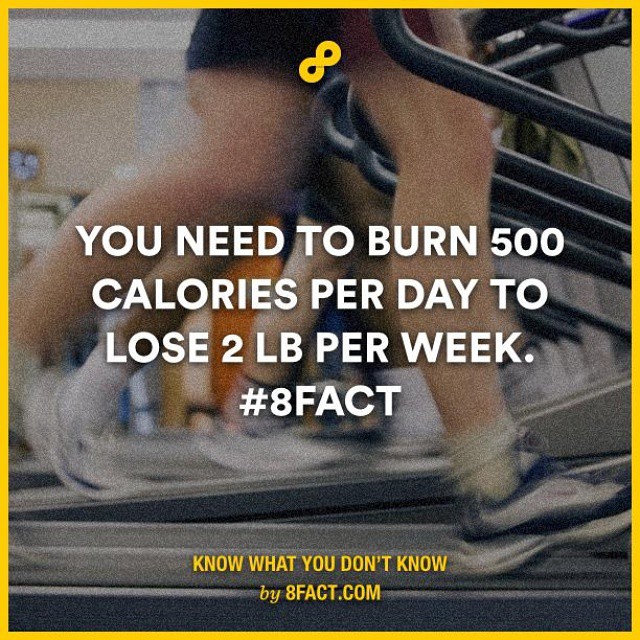 YOU NEED TO BURN 500
CALORIES PER DAY TO
LOSE 2 LB PER WEEK.
#8FACT
KNOW WHAT YOU DON'T KNOW
by 8FACT.COM